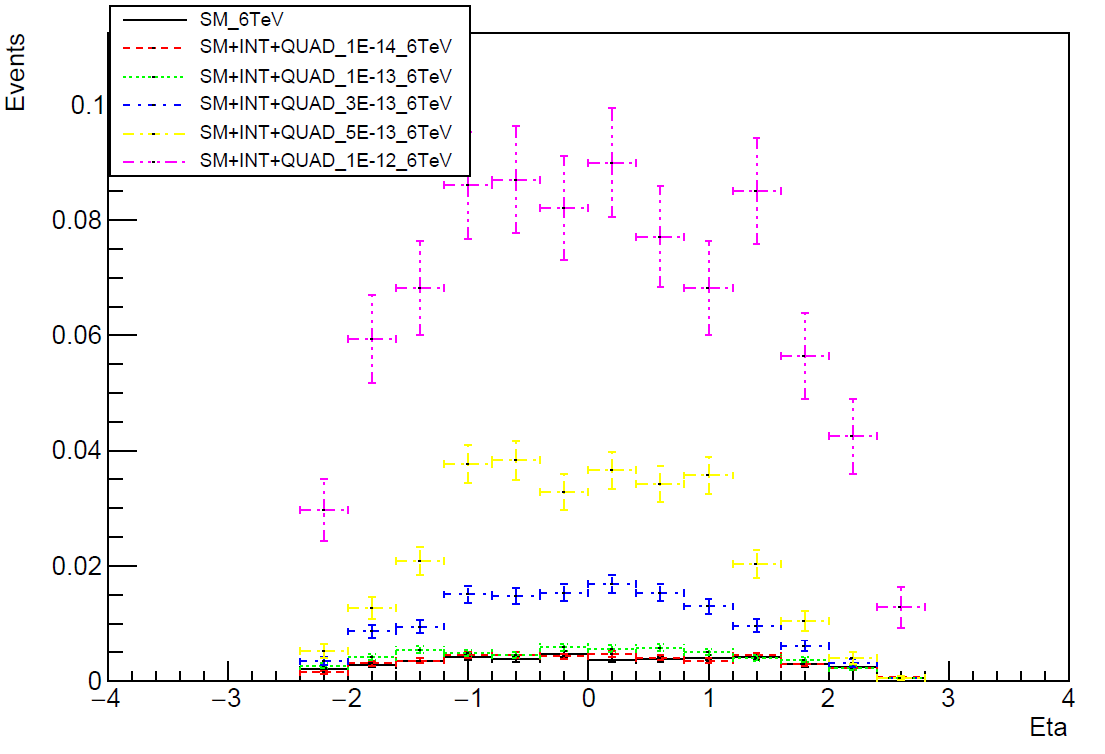 SM_6TeV
SM+INT+QUAD_1E-14_6TeV
SM+INT+QUAD_1E-13_6TeV
SM+INT+QUAD_3E-13_6TeV
SM+INT+QUAD_5E-13_6TeV
SM+INT+QUAD_1E-12_6TeV
Events
0.1
0.08
0.06
0.04
0.02
0
−4 −3 −2 −1 0 1 2 3 4
Eta